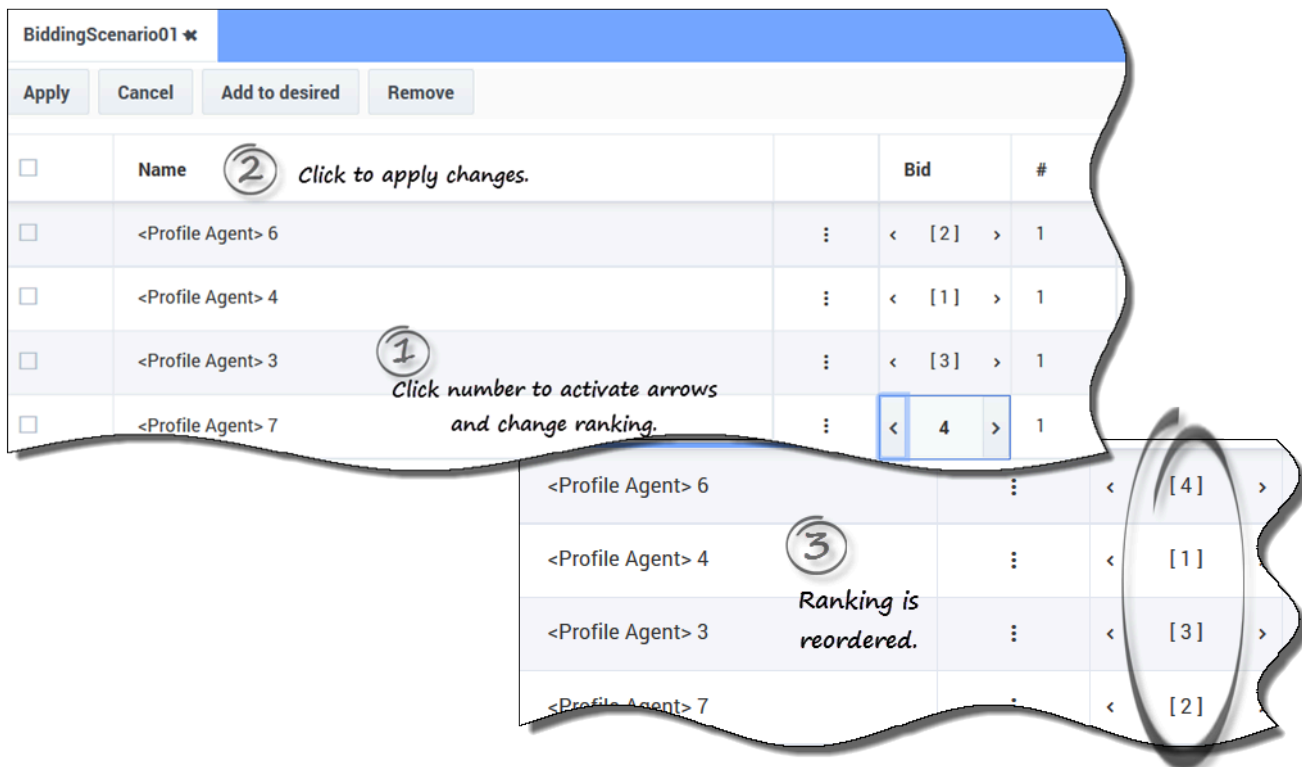 BiddingScenario01 ✖
Apply Cancel Add to desired Remove
Name Bid #
2 Click to apply changes.
<Profile Agent> 6 ⋮ ‹ [ 2 ] › 1
<Profile Agent> 4 ⋮ ‹ [ 1 ] › 1
<Profile Agent> 3 ⋮ ‹ [ 3 ] › 1
1
Click number to activate arrows
and change ranking.
<Profile Agent> 7 ⋮ ‹ 4 › 1
<Profile Agent> 6 ⋮ ‹ [ 4 ] ›
<Profile Agent> 4 ⋮ ‹ [ 1 ]
3
Ranking is
reordered.
<Profile Agent> 3 ⋮ ‹ [ 3 ] ›
<Profile Agent> 7 ⋮ ‹ [ 2 ]